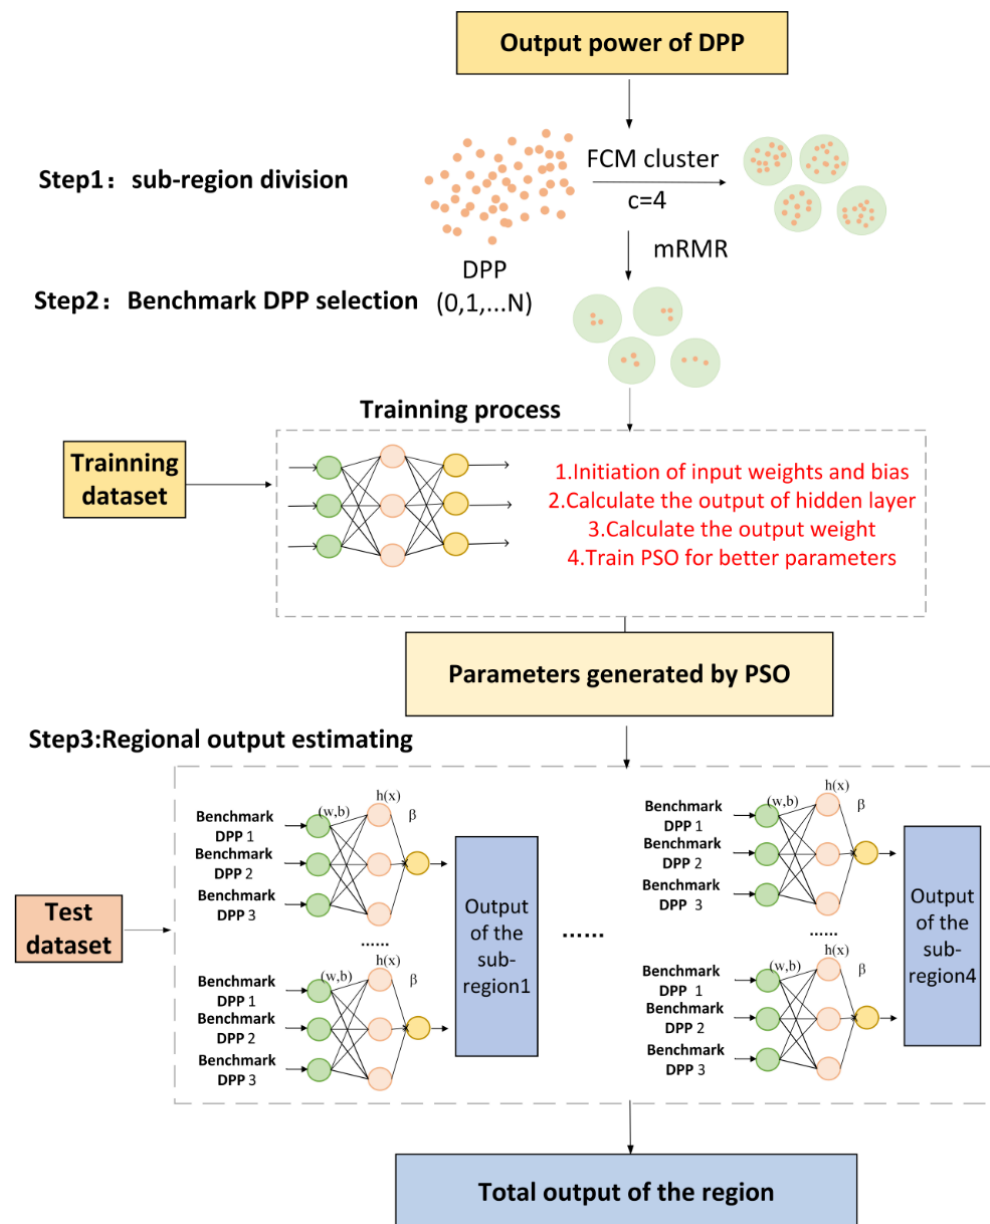 Output power of DPP
FCM cluster
Step1：sub-region division
c=4
mRMR
DPP
Step2：Benchmark DPP selection
(0,1,...N)
Trainning process
Trainning
dataset
1.Initiation of input weights and bias
2.Calculate the output of hidden layer
3.Calculate the output weight
4.Train PSO for better parameters
Parameters generated by PSO
Step3:Regional output estimating
Test
dataset
h(x)
(w,b)
β
Benchmark
DPP 1
Benchmark
DPP 2
Benchmark
DPP 3
......
h(x)
(w,b)
β
Benchmark
DPP 1
Benchmark
DPP 2
Benchmark
DPP 3
Output
of the
sub-
region1
......
h(x)
(w,b)
β
Benchmark
DPP 1
Benchmark
DPP 2
Benchmark
DPP 3
......
h(x)
(w,b)
β
Benchmark
DPP 1
Benchmark
DPP 2
Benchmark
DPP 3
Output
of the
sub-
region4
Total output of the region